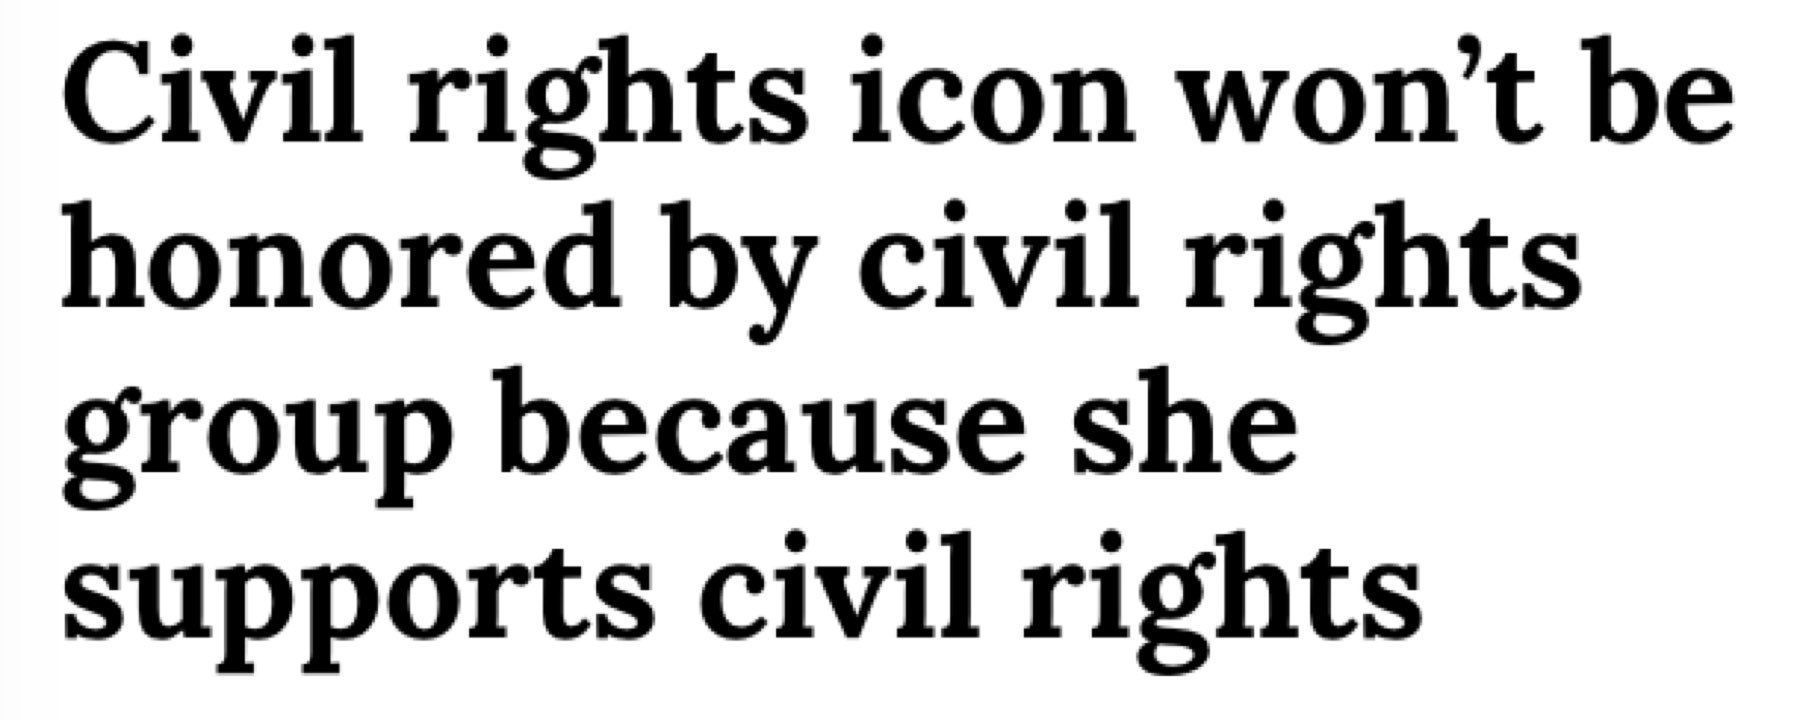 Civil rights icon won’t be
honored by civil rights
group because she
supports civil rights